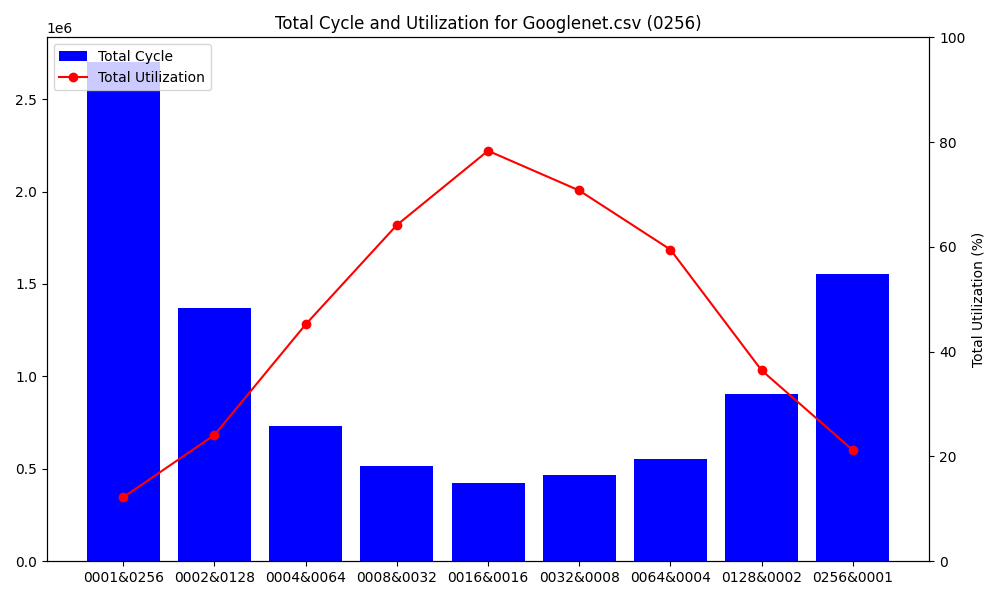 Total Cycle and Utilization for Googlenet.csv (0256)
1e6
Total Cycle
Total Utilization
2.5
2.0
1.5
1.0
0.5
0.0
100
80
60
40
20
0
Total Utilization (%)
0001&0256 0002&0128 0004&0064 0008&0032 0016&0016 0032&0008 0064&0004 0128&0002 0256&0001